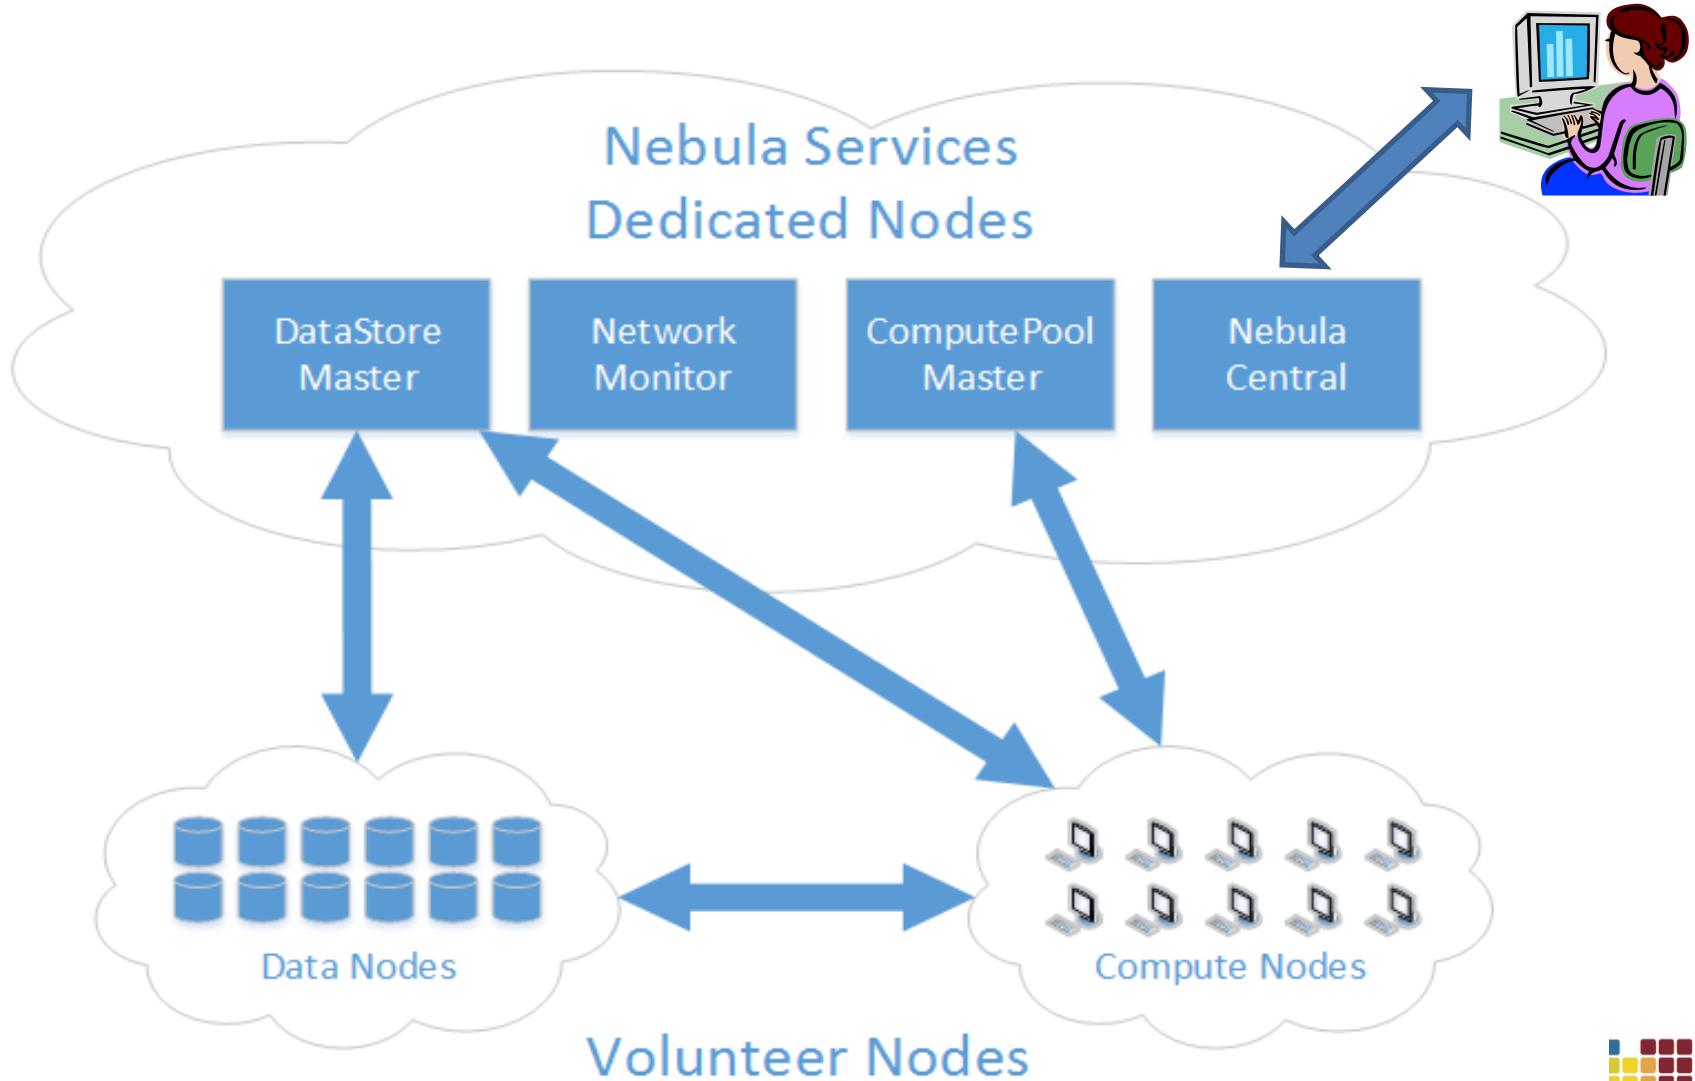 Nebula Services
Dedicated Nodes
DataStore
Master
Network
Monitor
ComputePool
Master
Nebula
Central
Data Nodes
Compute Nodes
Volunteer Nodes